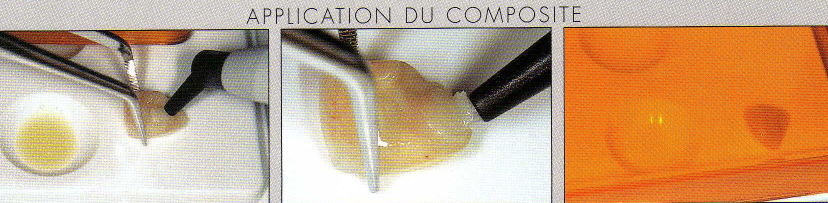 APPLICATION DU COMPOSITE